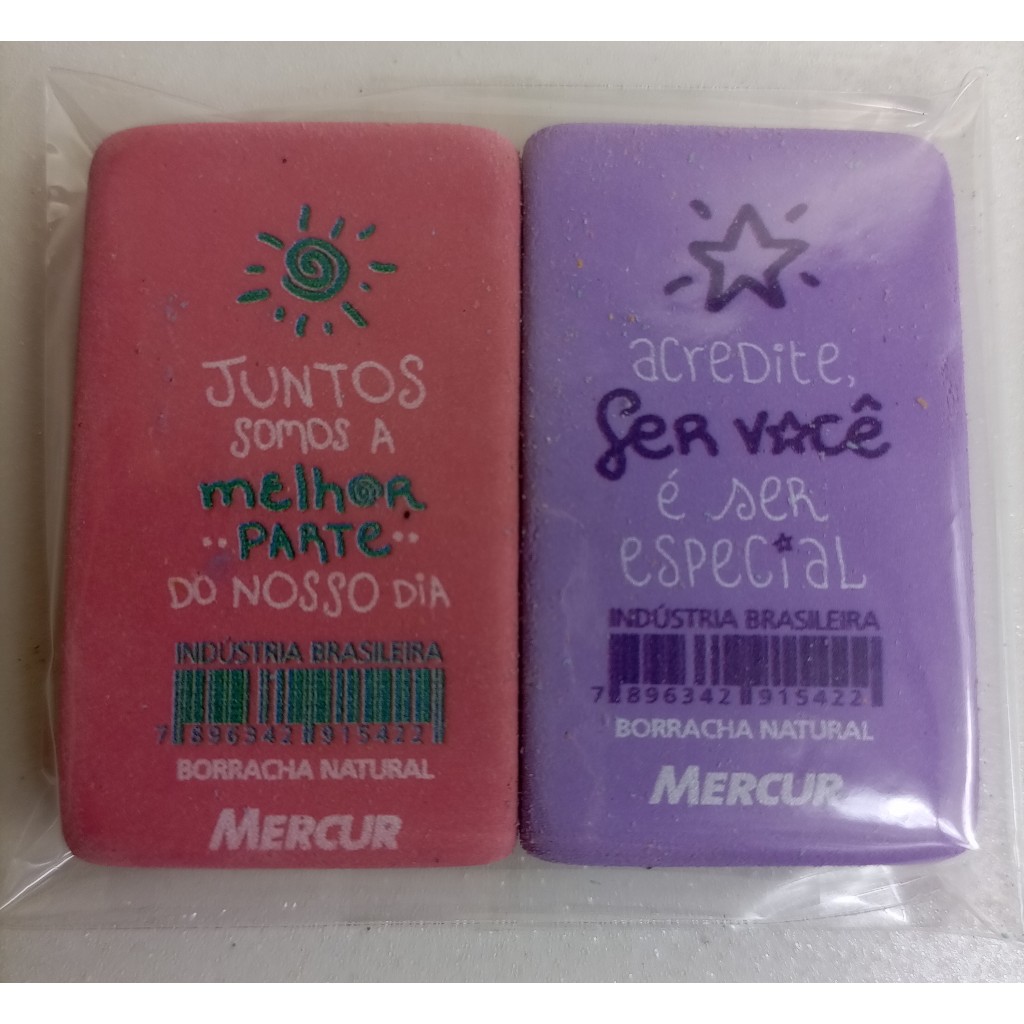 JUNTOS
SOMOS A
melhor
PARTE
DO NOSSO DIA
INDÚSTRIA BRASILEIRA
7 896342 915422
BORRACHA NATURAL
MERCUR
acredite,
ser você
é ser
especial
INDÚSTRIA BRASILEIRA
7 896342 915422
BORRACHA NATURAL
MERCUR